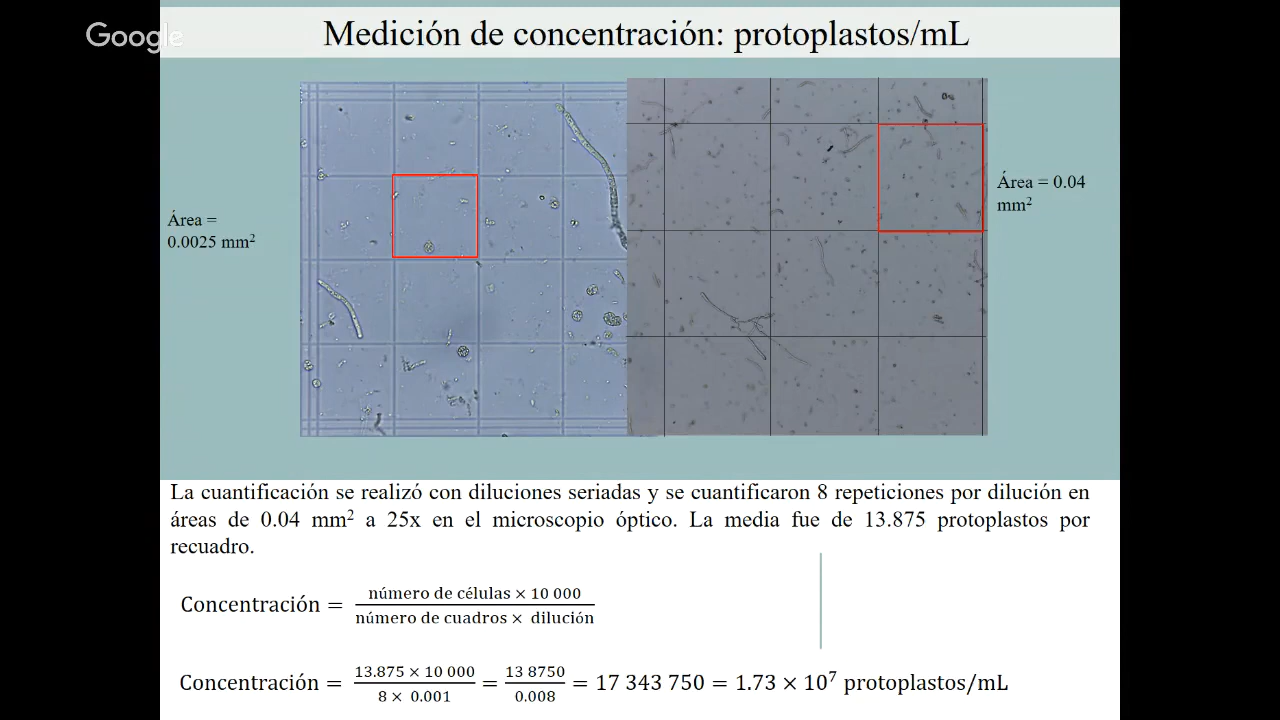 Google
Medición de concentración: protoplastos/mL
Área =
0.0025 mm²
Área = 0.04
mm²
La cuantificación se realizó con diluciones seriadas y se cuantificaron 8 repeticiones por dilución en
áreas de 0.04 mm² a 25x en el microscopio óptico. La media fue de 13.875 protoplastos por
recuadro.
Concentración = número de células × 10 000 / número de cuadros × dilución
Concentración = 13.875 × 10 000 / 8 × 0.001 = 13 8750 / 0.008 = 17 343 750 = 1.73 × 10⁷ protoplastos/mL